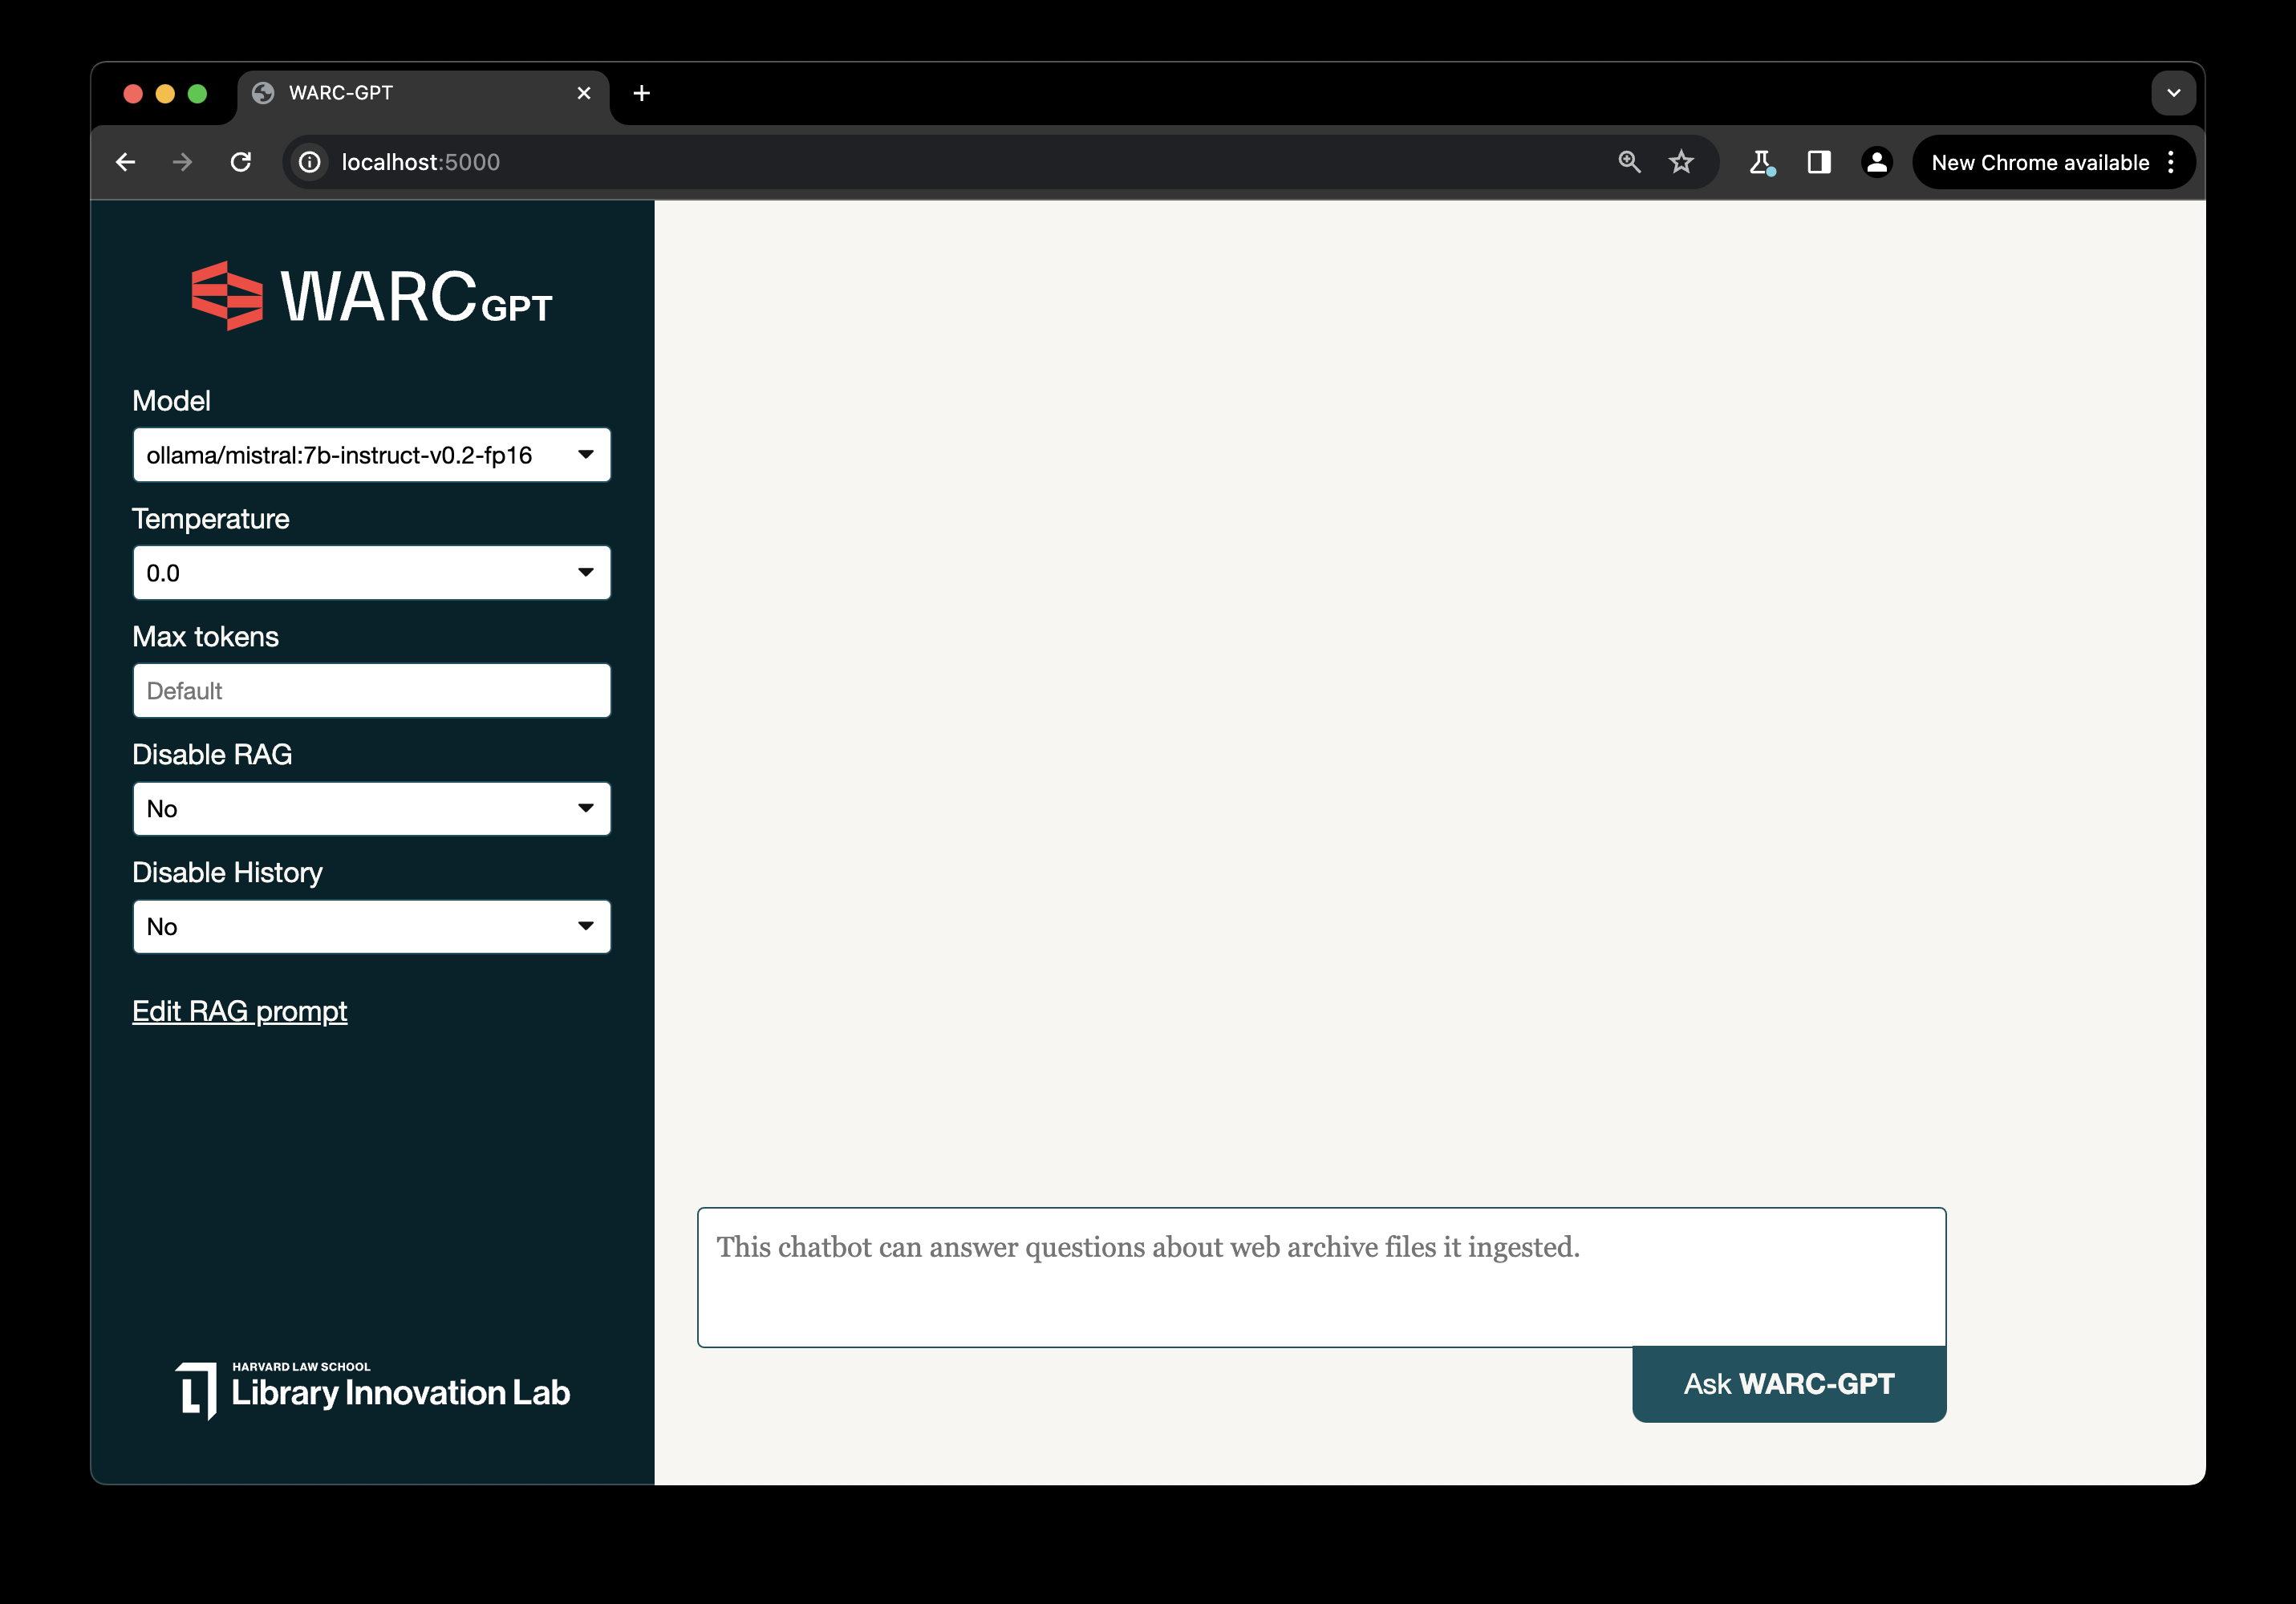 WARC-GPT
localhost:5000
New Chrome available
WARC GPT
Model
ollama/mistral:7b-instruct-v0.2-fp16
Temperature
0.0
Max tokens
Default
Disable RAG
No
Disable History
No
Edit RAG prompt
HARVARD LAW SCHOOL
Library Innovation Lab
This chatbot can answer questions about web archive files it ingested.
Ask WARC-GPT